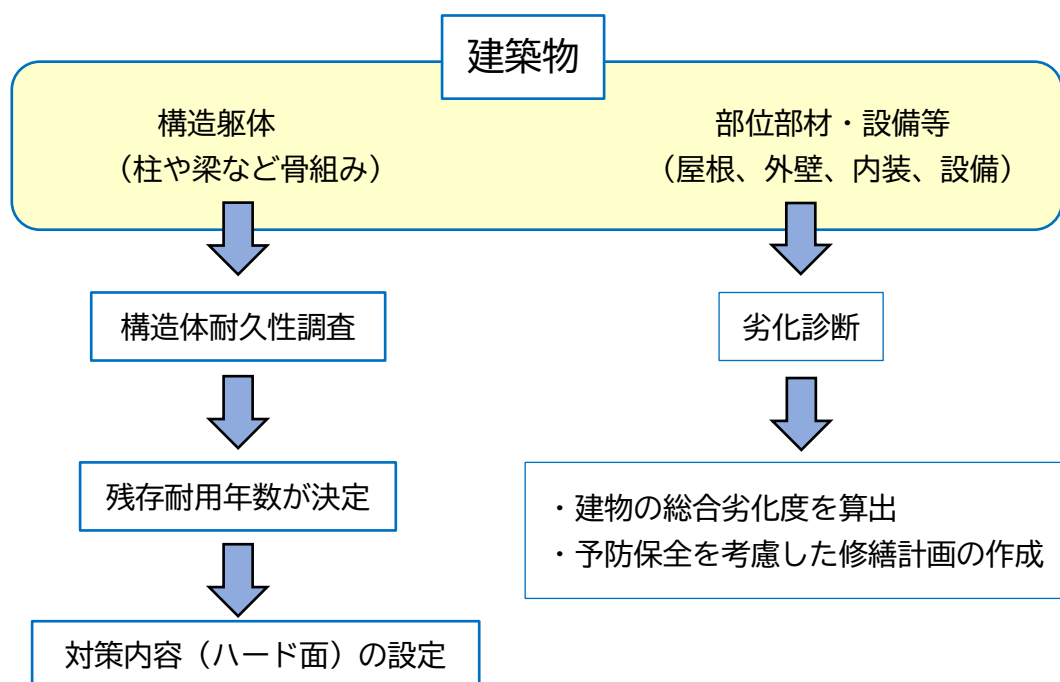 建築物
構造躯体
(柱や梁など骨組み)
部位部材・設備等
(屋根、外壁、内装、設備)
構造体耐久性調査
劣化診断
残存耐用年数が決定
・建物の総合劣化度を算出
・予防保全を考慮した修繕計画の作成
対策内容(ハード面)の設定